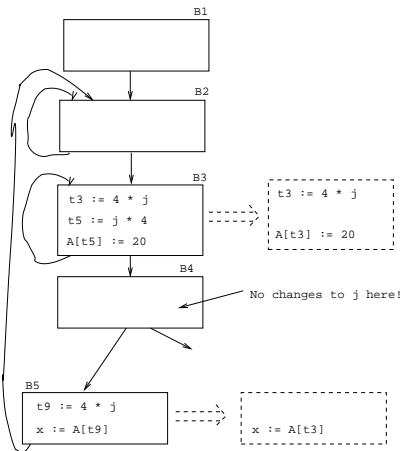 B1
B2
B3
t3 := 4 * j
t5 := j * 4
A[t5] := 20
t3 := 4 * j
A[t3] := 20
B4
No changes to j here!
B5
t9 := 4 * j
x := A[t9]
x := A[t3]